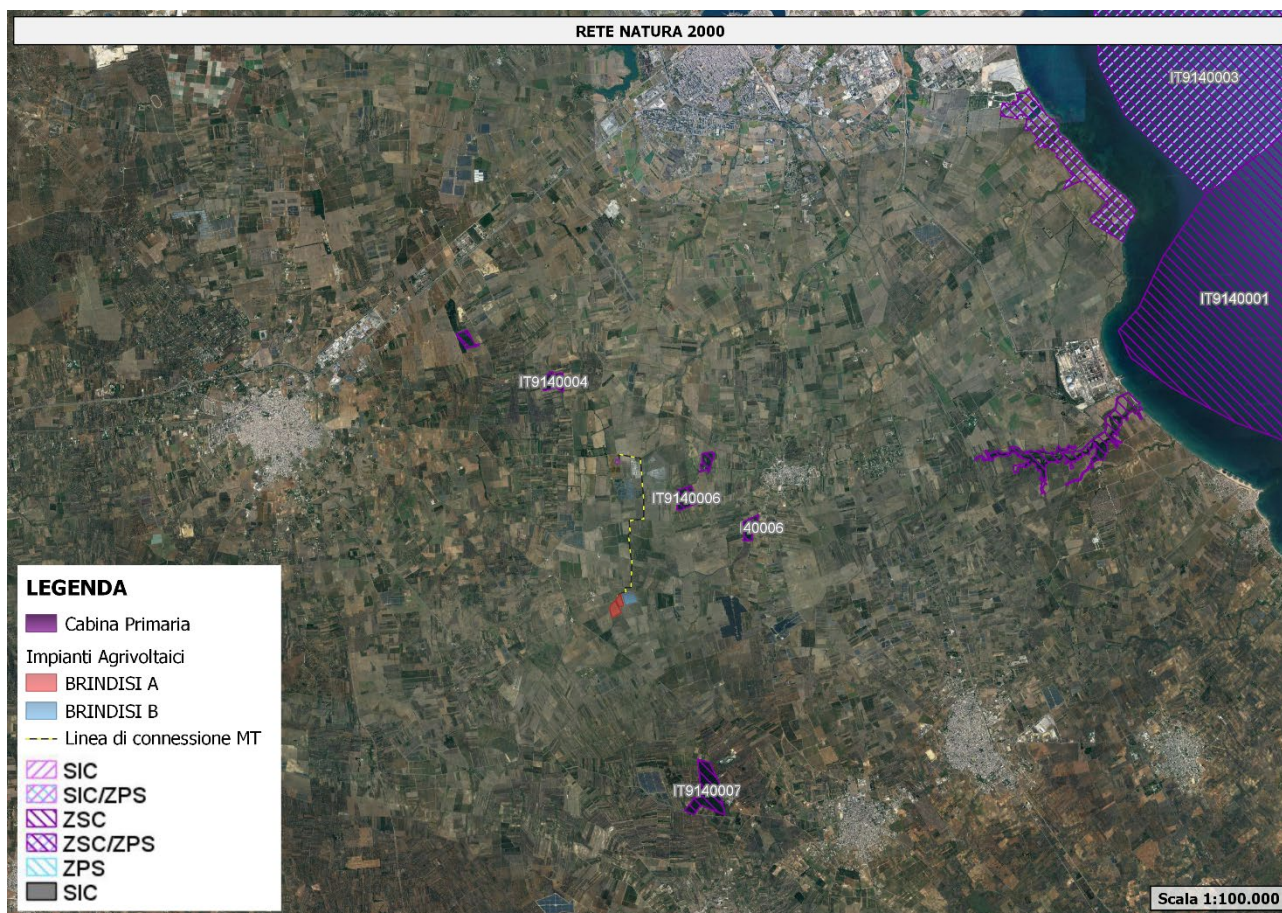 RETE NATURA 2000
IT9140003
IT9140001
IT9140004
IT9140006
I40006
IT9140007
LEGENDA
Cabina Primaria
Impianti Agrivoltaici
BRINDISI A
BRINDISI B
Linea di connessione MT
SIC
SIC/ZPS
ZSC
ZSC/ZPS
ZPS
SIC
Scala 1:100.000